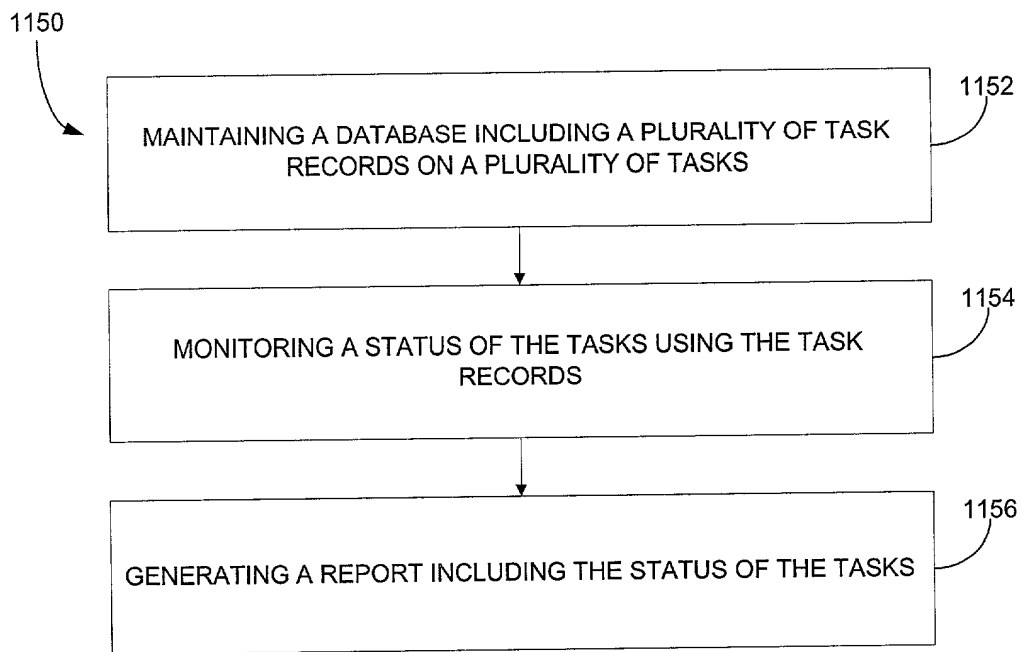 1150
1152
MAINTAINING A DATABASE INCLUDING A PLURALITY OF TASK
RECORDS ON A PLURALITY OF TASKS
1154
MONITORING A STATUS OF THE TASKS USING THE TASK
RECORDS
1156
GENERATING A REPORT INCLUDING THE STATUS OF THE TASKS